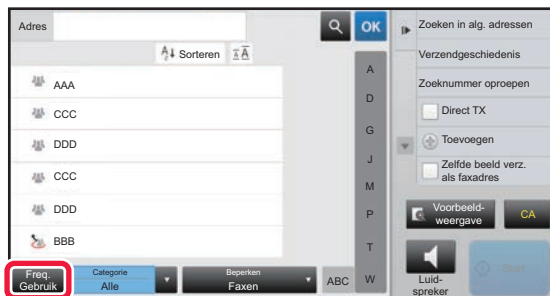 Adres
OK
Sorteren
AAA
CCC
DDD
CCC
DDD
BBB
A
D
G
J
M
P
T
W
Freq.
Gebruik
Categorie
Alle
Beperken
Faxen
ABC
Zoeken in alg. adressen
Verzendgeschiedenis
Zoeknummer oproepen
Direct TX
Toevoegen
Zelfde beeld verz.
als faxadres
Voorbeeld-
weergave
CA
Luid-
spreker
Start